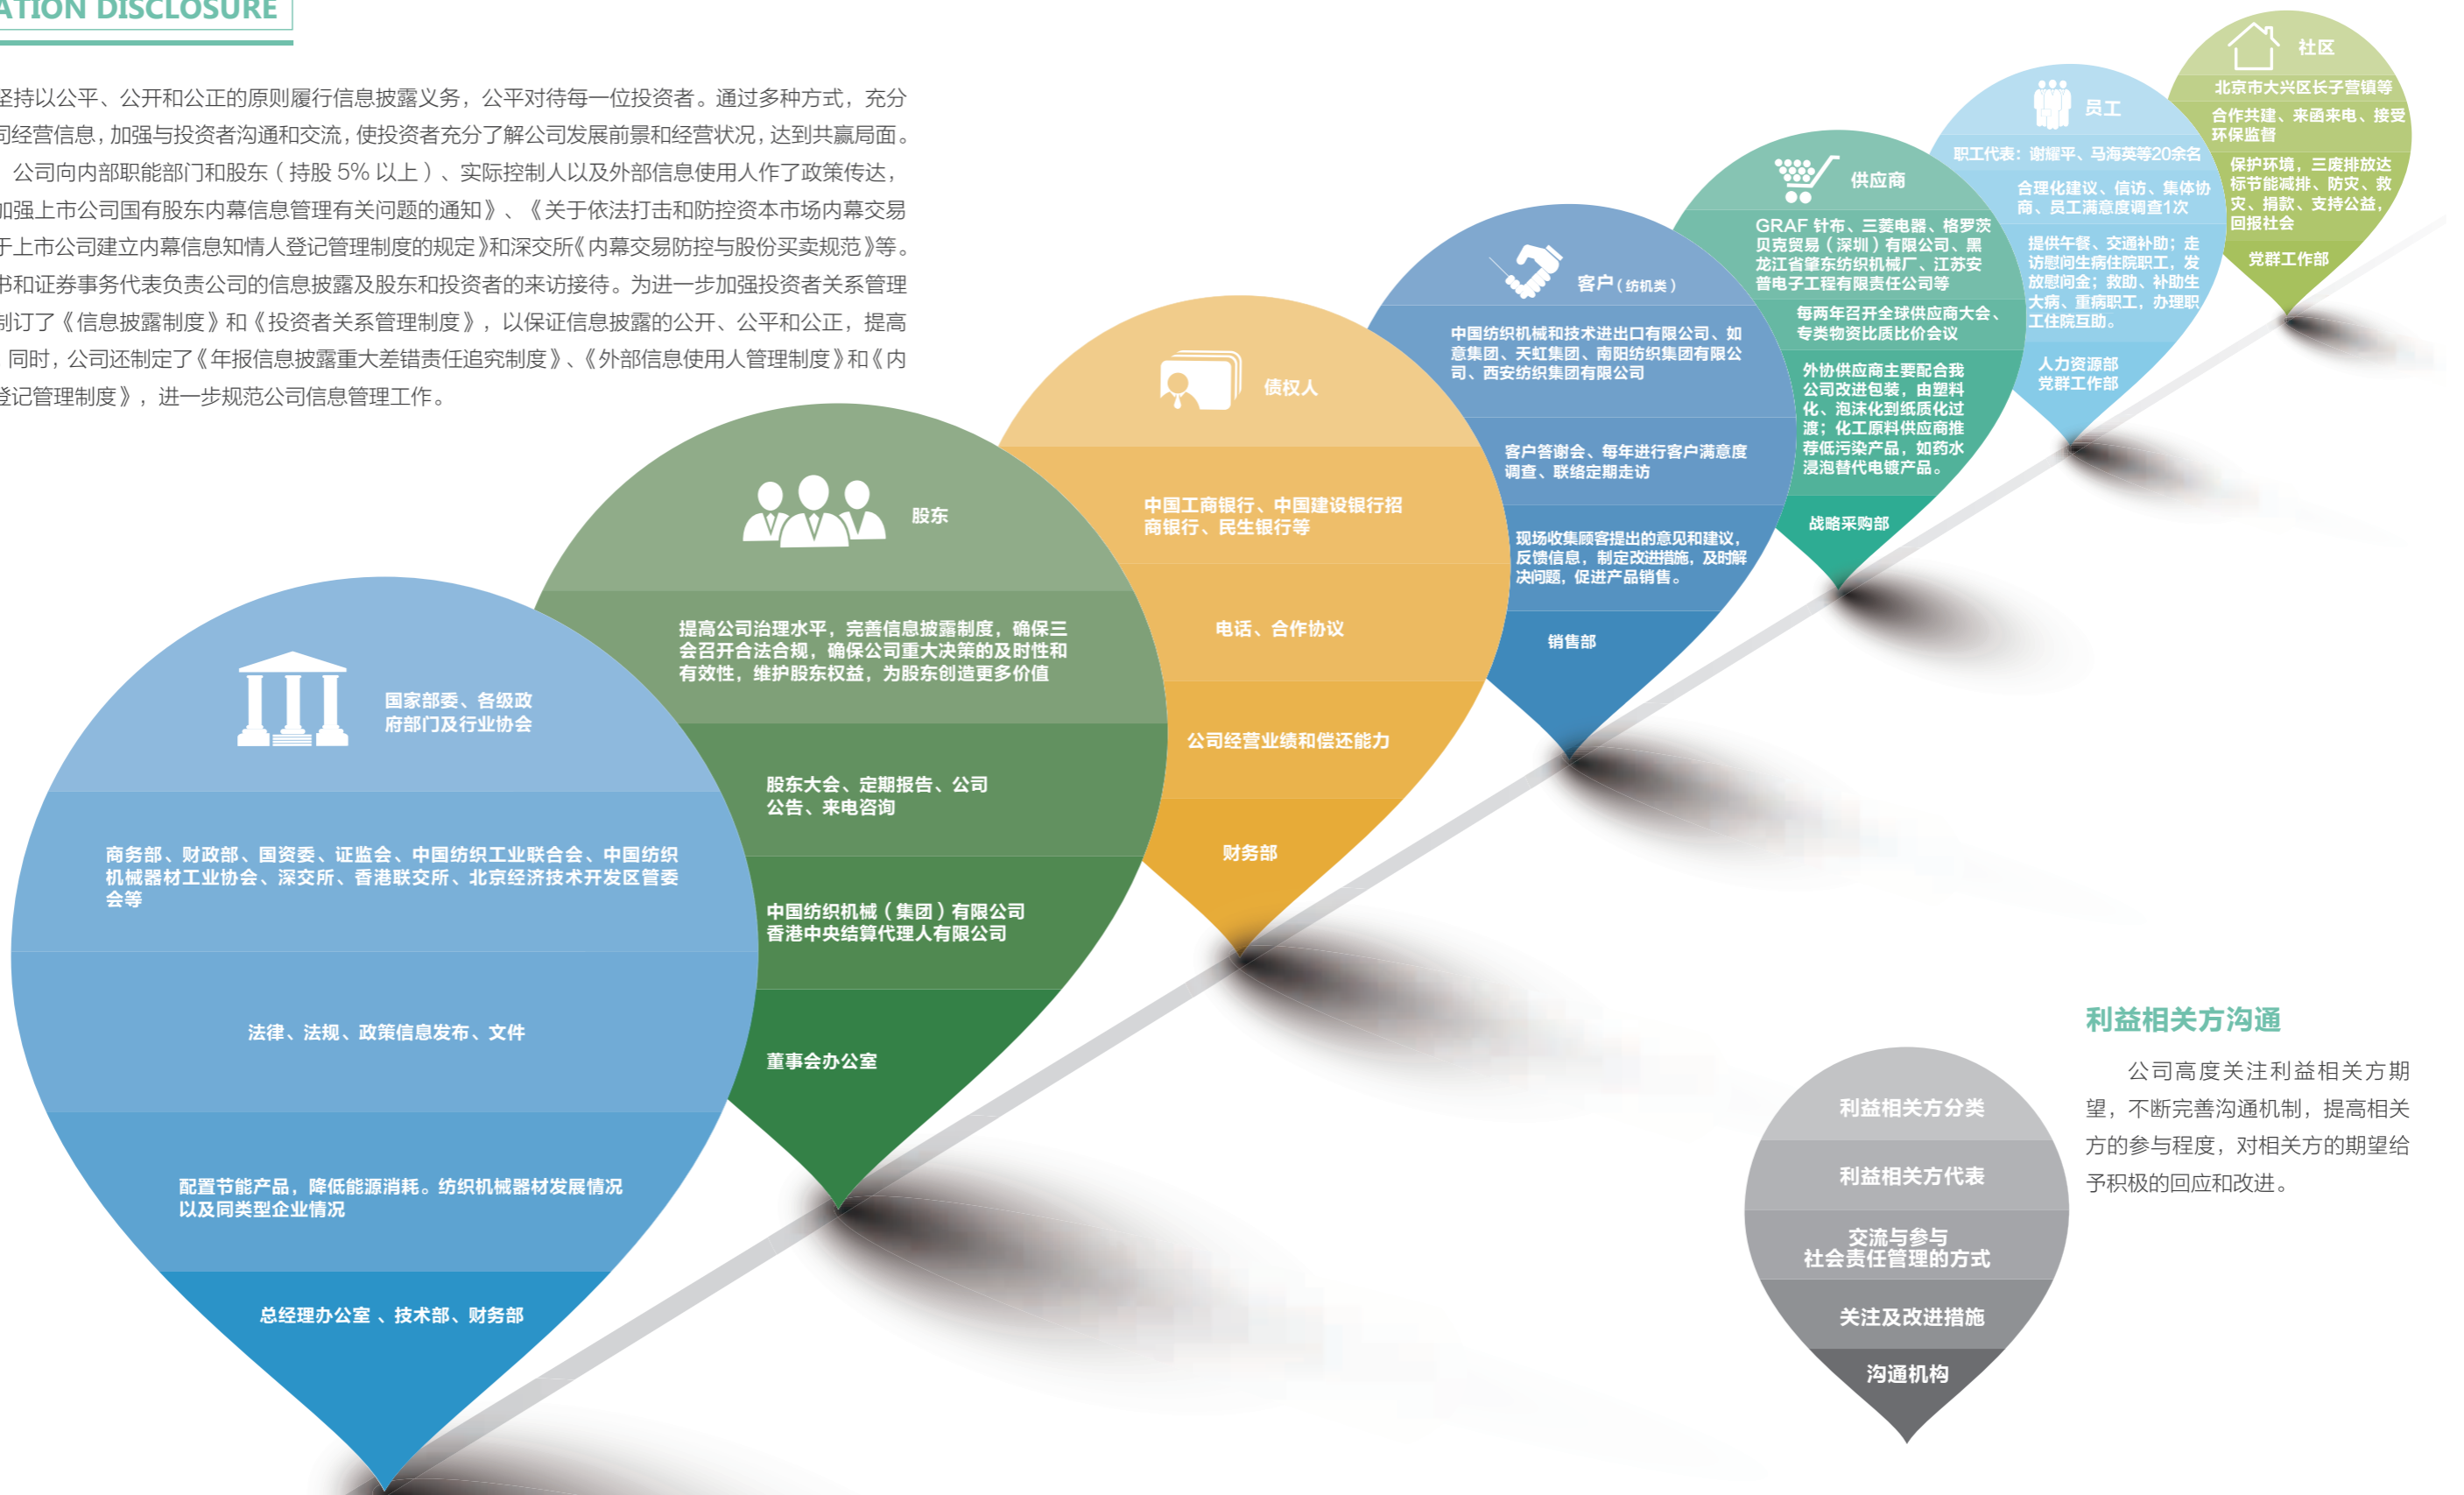 ATION DISCLOSURE
坚持以公平、公开和公正的原则履行信息披露义务，公平对待每一位投资者。通过多种方式，充分
司经营信息，加强与投资者沟通和交流，使投资者充分了解公司发展前景和经营状况，达到共赢局面。
公司向内部职能部门和股东（持股 5% 以上）、实际控制人以及外部信息使用人作了政策传达，
加强上市公司国有股东内幕信息管理有关问题的通知》、《关于依法打击和防控资本市场内幕交易
于上市公司建立内幕信息知情人登记管理制度的规定》和深交所《内幕交易防控与股份买卖规范》等。
书和证券事务代表负责公司的信息披露及股东和投资者的来访接待。为进一步加强投资者关系管理
制订了《信息披露制度》和《投资者关系管理制度》，以保证信息披露的公开、公平和公正，提高
同时，公司还制定了《年报信息披露重大差错责任追究制度》、《外部信息使用人管理制度》和《内
登记管理制度》，进一步规范公司信息管理工作。
国家部委、各级政
府部门及行业协会
商务部、财政部、国资委、证监会、中国纺织工业联合会、中国纺织
机械器材工业协会、深交所、香港联交所、北京经济技术开发区管委
会等
法律、法规、政策信息发布、文件
配置节能产品，降低能源消耗。纺织机械器材发展情况
以及同类型企业情况
总经理办公室 、技术部、财务部
股东
提高公司治理水平，完善信息披露制度，确保三
会召开合法合规，确保公司重大决策的及时性和
有效性，维护股东权益，为股东创造更多价值
股东大会、定期报告、公司
公告、来电咨询
中国纺织机械（集团）有限公司
香港中央结算代理人有限公司
董事会办公室
债权人
中国工商银行、中国建设银行招
商银行、民生银行等
电话、合作协议
公司经营业绩和偿还能力
财务部
客户(纺机类)
中国纺织机械和技术进出口有限公司、如
意集团、天虹集团、南阳纺织集团有限公
司、西安纺织集团有限公司
客户答谢会、每年进行客户满意度
调查、联络定期走访
现场收集顾客提出的意见和建议，
反馈信息，制定改进措施，及时解
决问题，促进产品销售。
销售部
供应商
GRAF 针布、三菱电器、格罗茨
贝克贸易（深圳）有限公司、黑
龙江省肇东纺织机械厂、江苏安
普电子工程有限责任公司等
每两年召开全球供应商大会、
专类物资比质比价会议
外协供应商主要配合我
公司改进包装，由塑料
化、泡沫化到纸质化过
渡；化工原料供应商推
荐低污染产品，如药水
浸泡替代电镀产品。
战略采购部
员工
职工代表：谢耀平、马海英等20余名
合理化建议、信访、集体协
商、员工满意度调查1次
提供午餐、交通补助；走
访慰问生病住院职工，发
放慰问金；救助、补助生
大病、重病职工，办理职
工住院互助。
人力资源部
党群工作部
社区
北京市大兴区长子营镇等
合作共建、来函来电、接受
环保监督
保护环境，三废排放达
标节能减排、防灾、救
灾、捐款、支持公益，
回报社会
党群工作部
利益相关方分类
利益相关方代表
交流与参与
社会责任管理的方式
关注及改进措施
沟通机构
利益相关方沟通
公司高度关注利益相关方期
望，不断完善沟通机制，提高相关
方的参与程度，对相关方的期望给
予积极的回应和改进。